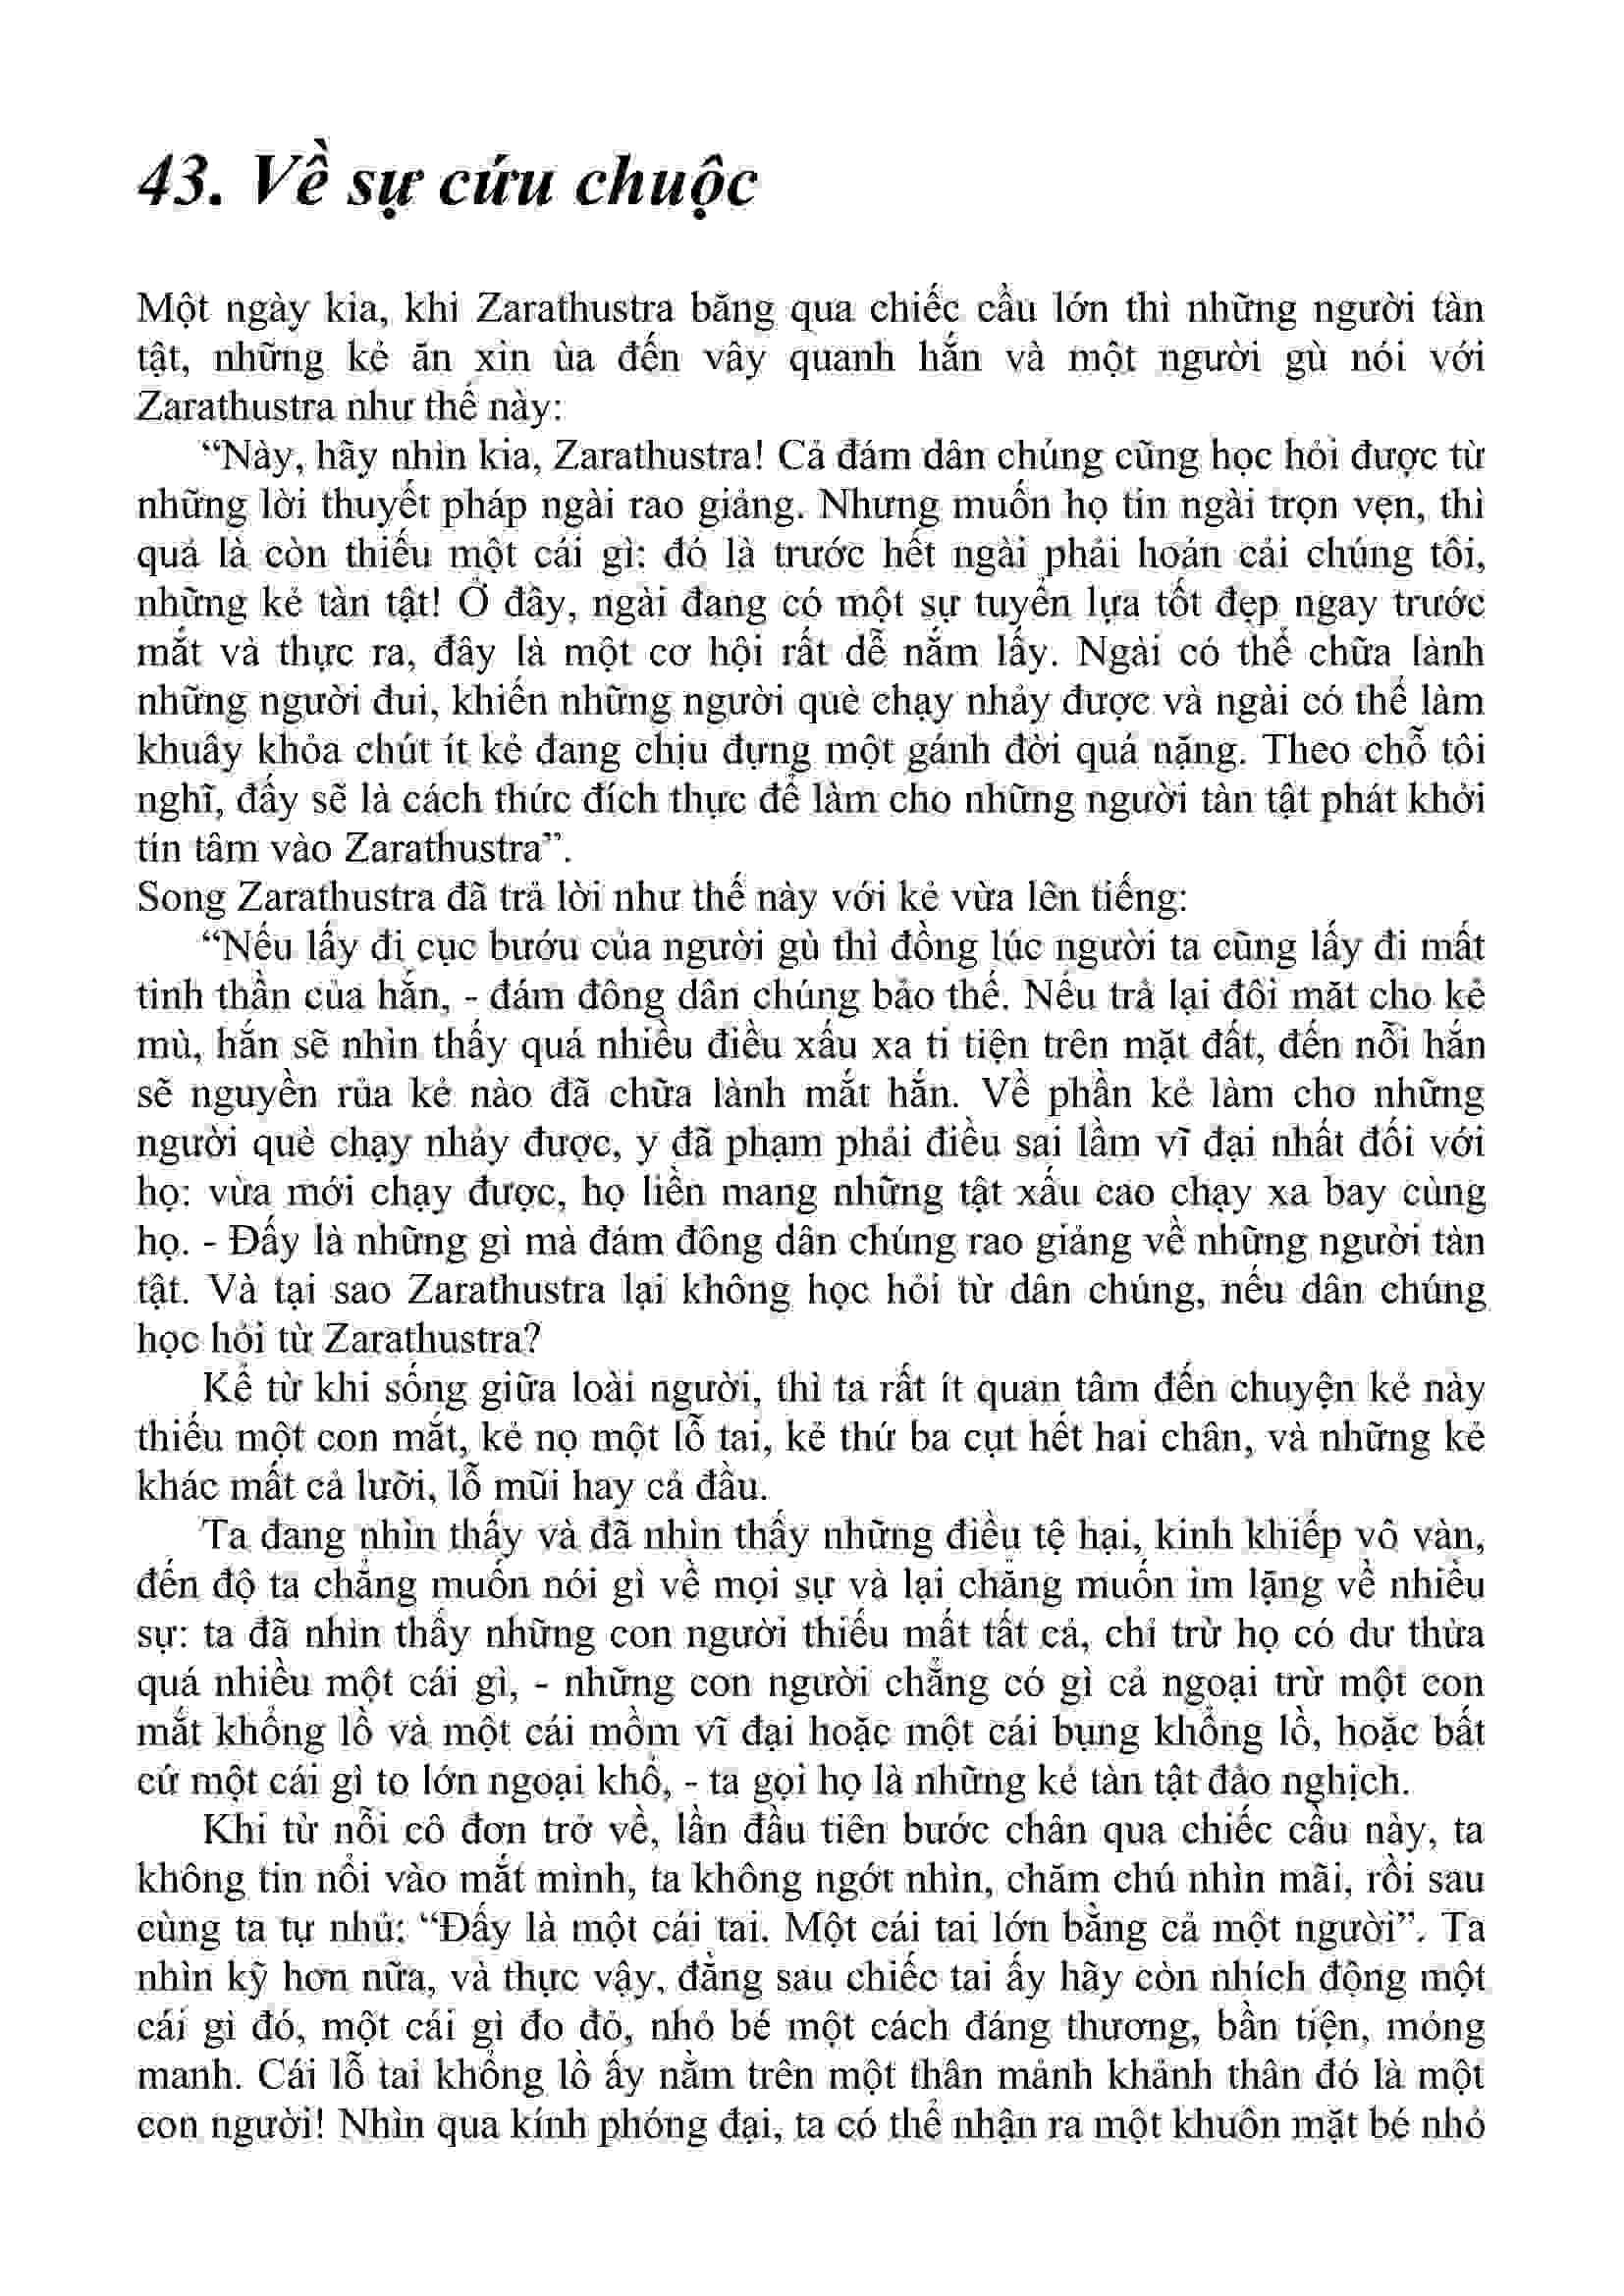 43. Về sự cứu chuộc
Một ngày kia, khi Zarathustra băng qua chiếc cầu lớn thì những người tàn
tật, những kẻ ăn xin ùa đến vây quanh hắn và một người gù nói với
Zarathustra như thế này:
“Này, hãy nhìn kia, Zarathustra! Cả đám dân chúng cũng học hỏi được từ
những lời thuyết pháp ngài rao giảng. Nhưng muốn họ tin ngài trọn vẹn, thì
quả là còn thiếu một cái gì: đó là trước hết ngài phải hoán cải chúng tôi,
những kẻ tàn tật! Ở đây, ngài đang có một sự tuyển lựa tốt đẹp ngay trước
mắt và thực ra, đây là một cơ hội rất dễ nắm lấy. Ngài có thể chữa lành
những người đui, khiến những người què chạy nhảy được và ngài có thể làm
khuây khỏa chút ít kẻ đang chịu đựng một gánh đời quá nặng. Theo chỗ tôi
nghĩ, đấy sẽ là cách thức đích thực để làm cho những người tàn tật phát khởi
tín tâm vào Zarathustra”.
Song Zarathustra đã trả lời như thế này với kẻ vừa lên tiếng:
“Nếu lấy đi cục bướu của người gù thì đồng lúc người ta cũng lấy đi mất
tinh thần của hắn, - đám đông dân chúng bảo thế. Nếu trả lại đôi mắt cho kẻ
mù, hắn sẽ nhìn thấy quá nhiều điều xấu xa ti tiện trên mặt đất, đến nỗi hắn
sẽ nguyền rủa kẻ nào đã chữa lành mắt hắn. Về phần kẻ làm cho những
người què chạy nhảy được, y đã phạm phải điều sai lầm vĩ đại nhất đối với
họ: vừa mới chạy được, họ liền mang những tật xấu cao chạy xa bay cùng
họ. - Đấy là những gì mà đám đông dân chúng rao giảng về những người tàn
tật. Và tại sao Zarathustra lại không học hỏi từ dân chúng, nếu dân chúng
học hỏi từ Zarathustra?
Kể từ khi sống giữa loài người, thì ta rất ít quan tâm đến chuyện kẻ này
thiếu một con mắt, kẻ nọ một lỗ tai, kẻ thứ ba cụt hết hai chân, và những kẻ
khác mất cả lưỡi, lỗ mũi hay cả đầu.
Ta đang nhìn thấy và đã nhìn thấy những điều tệ hại, kinh khiếp vô vàn,
đến độ ta chẳng muốn nói gì về mọi sự và lại chẳng muốn im lặng về nhiều
sự: ta đã nhìn thấy những con người thiếu mất tất cả, chỉ trừ họ có dư thừa
quá nhiều một cái gì, - những con người chẳng có gì cả ngoại trừ một con
mắt khổng lồ và một cái mồm vĩ đại hoặc một cái bụng khổng lồ, hoặc bất
cứ một cái gì to lớn ngoại khổ, - ta gọi họ là những kẻ tàn tật đảo nghịch.
Khi từ nỗi cô đơn trở về, lần đầu tiên bước chân qua chiếc cầu này, ta
không tin nổi vào mắt mình, ta không ngớt nhìn, chăm chú nhìn mãi, rồi sau
cùng ta tự nhủ: “Đấy là một cái tai. Một cái tai lớn bằng cả một người”. Ta
nhìn kỹ hơn nữa, và thực vậy, đằng sau chiếc tai ấy hãy còn nhích động một
cái gì đó, một cái gì đo đỏ, nhỏ bé một cách đáng thương, bần tiện, mỏng
manh. Cái lỗ tai khổng lồ ấy nằm trên một thân mảnh khảnh thân đó là một
con người! Nhìn qua kính phóng đại, ta có thể nhận ra một khuôn mặt bé nhỏ